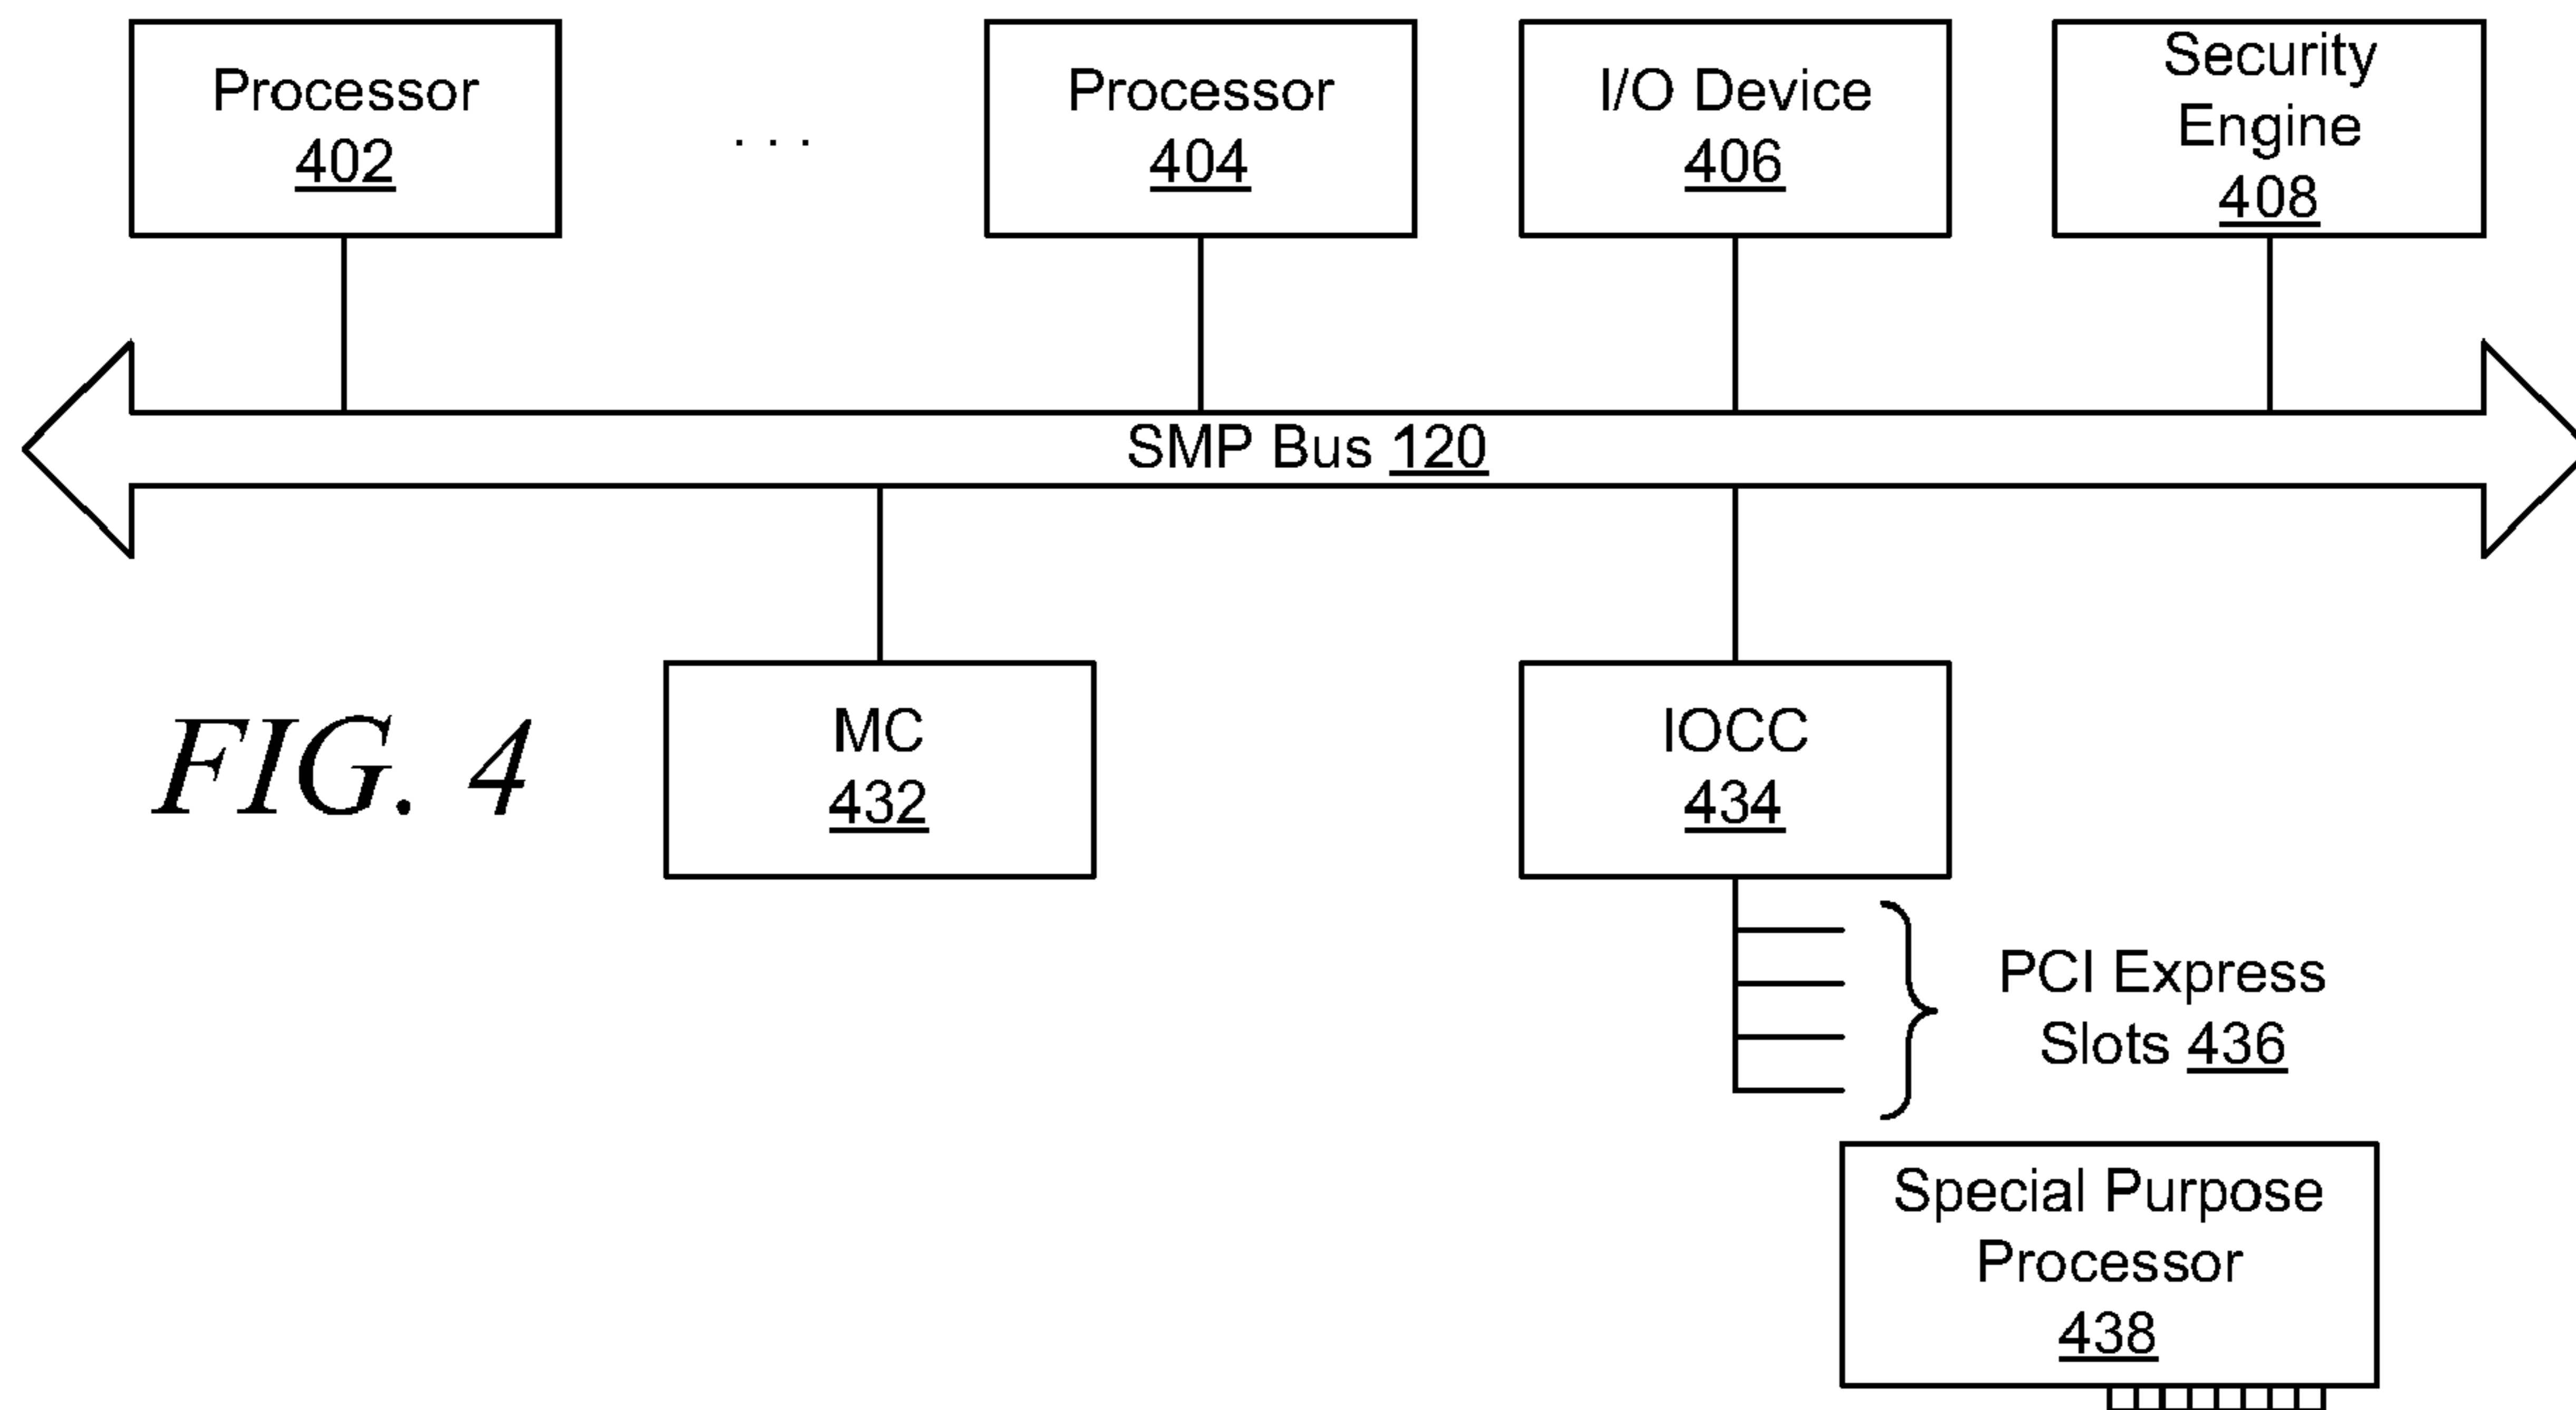 Processor
402
. . .
Processor
404
I/O Device
406
Security
Engine
408
SMP Bus 120
FIG. 4
MC
432
IOCC
434
PCI Express
Slots 436
Special Purpose
Processor
438